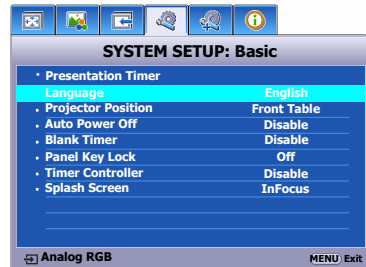 SYSTEM SETUP: Basic
Presentation Timer
Language English
Projector Position Front Table
Auto Power Off Disable
Blank Timer Disable
Panel Key Lock Off
Timer Controller Disable
Splash Screen InFocus
Analog RGB MENU Exit